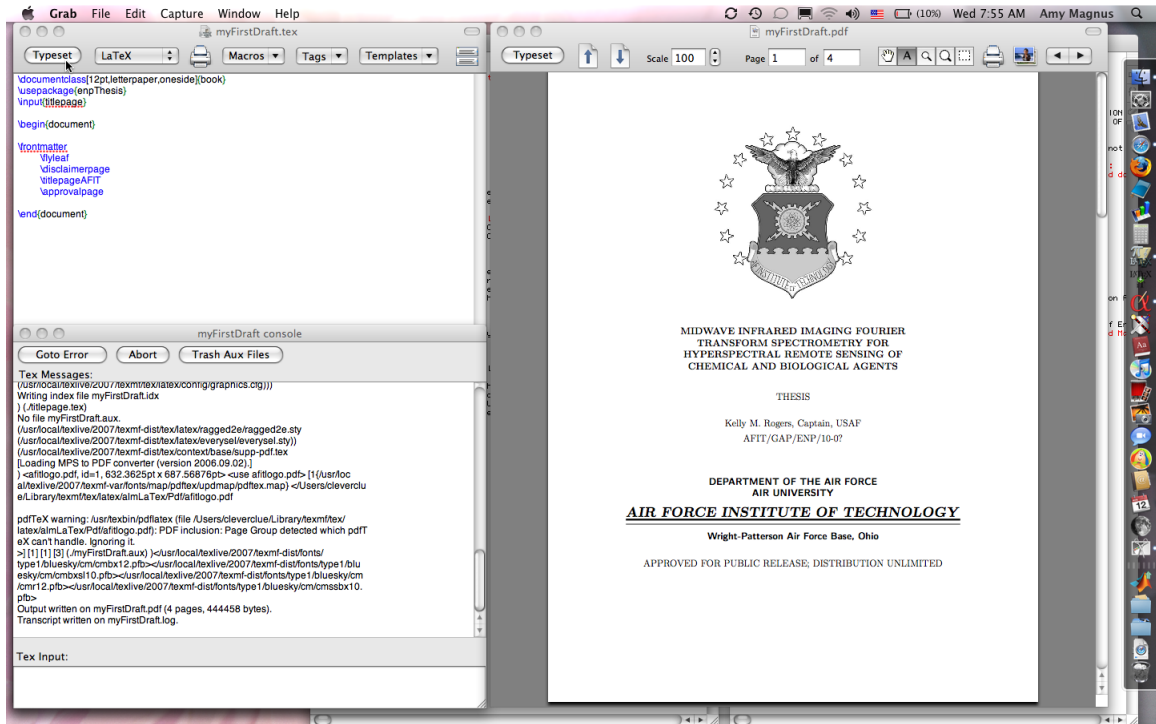 Grab File Edit Capture Window Help
(10%) Wed 7:55 AM Amy Magnus
myFirstDraft.tex
Typeset LaTeX Macros Tags Templates
\documentclass[12pt,letterpaper,oneside]{book}
\usepackage{enpThesis}
\input{titlepage}
\begin{document}
\frontmatter
\flyleaf
\disclaimerpage
\titlepageAFIT
\approvalpage
\end{document}
myFirstDraft console
Goto Error Abort Trash Aux Files
Tex Messages:
(/usr/local/texlive/2007/texmf/tex/latex/config/graphics.cfg)))
Writing index file myFirstDraft.idx
) (./titlepage.tex)
No file myFirstDraft.aux.
(/usr/local/texlive/2007/texmf-dist/tex/latex/ragged2e/ragged2e.sty
(/usr/local/texlive/2007/texmf-dist/tex/latex/everysel/everysel.sty))
(/usr/local/texlive/2007/texmf-dist/tex/context/base/supp-pdf.tex
[Loading MPS to PDF converter (version 2006.09.02).]
) <afitlogo.pdf, id=1, 632.3625pt x 687.56876pt> <use afitlogo.pdf> [1{/usr/loc
al/texlive/2007/texmf-var/fonts/map/pdftex/updmap/pdftex.map} </Users/cleverclu
e/Library/texmf/tex/latex/almLaTex/Pdf/afitlogo.pdf
pdfTeX warning: /usr/texbin/pdflatex (file /Users/cleverclue/Library/texmf/tex/
latex/almLaTex/Pdf/afitlogo.pdf): PDF inclusion: Page Group detected which pdfT
eX can't handle. Ignoring it.
>] [1] [1] [3] (./myFirstDraft.aux) )</usr/local/texlive/2007/texmf-dist/fonts/
type1/bluesky/cm/cmbx12.pfb></usr/local/texlive/2007/texmf-dist/fonts/type1/blu
esky/cm/cmbxsl10.pfb></usr/local/texlive/2007/texmf-dist/fonts/type1/bluesky/cm
/cmr12.pfb></usr/local/texlive/2007/texmf-dist/fonts/type1/bluesky/cm/cmssbx10.
pfb>
Output written on myFirstDraft.pdf (4 pages, 444458 bytes).
Transcript written on myFirstDraft.log.
Tex Input:
myFirstDraft.pdf
Typeset Scale 100 Page 1 of 4
MIDWAVE INFRARED IMAGING FOURIER
TRANSFORM SPECTROMETRY FOR
HYPERSPECTRAL REMOTE SENSING OF
CHEMICAL AND BIOLOGICAL AGENTS
THESIS
Kelly M. Rogers, Captain, USAF
AFIT/GAP/ENP/10-0?
DEPARTMENT OF THE AIR FORCE
AIR UNIVERSITY
AIR FORCE INSTITUTE OF TECHNOLOGY
Wright-Patterson Air Force Base, Ohio
APPROVED FOR PUBLIC RELEASE; DISTRIBUTION UNLIMITED